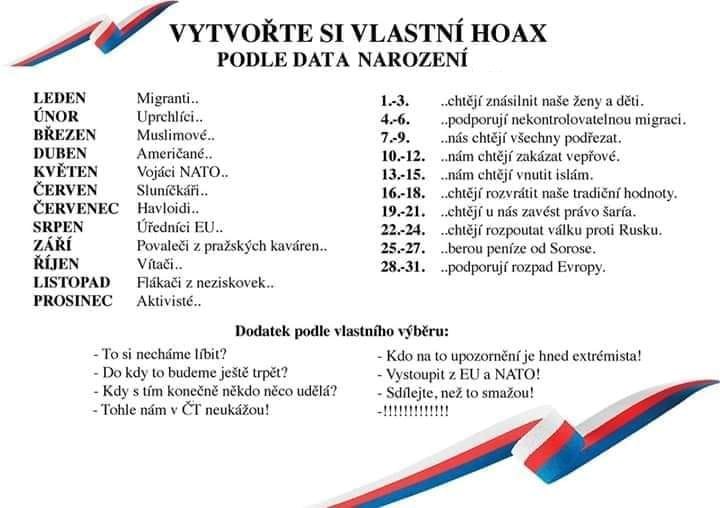 VYTVOŘTE SI VLASTNÍ HOAX
PODLE DATA NAROZENÍ
LEDEN Migranti..
ÚNOR Uprchlíci..
BŘEZEN Muslimové..
DUBEN Američané..
KVĚTEN Vojáci NATO..
ČERVEN Sluníčkáři..
ČERVENEC Havloidi..
SRPEN Úředníci EU..
ZÁŘÍ Povaleči z pražských kaváren..
ŘÍJEN Vítači..
LISTOPAD Flákači z neziskovek..
PROSINEC Aktivisté..
1.-3. ..chtějí znásilnit naše ženy a děti.
4.-6. ..podporují nekontrolovatelnou migraci.
7.-9. ..nás chtějí všechny podřezat.
10.-12. ..nám chtějí zakázat vepřové.
13.-15. ..nám chtějí vnutit islám.
16.-18. ..chtějí rozvrátit naše tradiční hodnoty.
19.-21. ..chtějí u nás zavést právo šaría.
22.-24. ..chtějí rozpoutat válku proti Rusku.
25.-27. ..berou peníze od Sorose.
28.-31. ..podporují rozpad Evropy.
Dodatek podle vlastního výběru:
- To si necháme líbit?
- Do kdy to budeme ještě trpět?
- Kdy s tím konečně někdo něco udělá?
- Tohle nám v ČT neukážou!
- Kdo na to upozornění je hned extrémista!
- Vystoupit z EU a NATO!
- Sdílejte, než to smažou!
-!!!!!!!!!!!!!